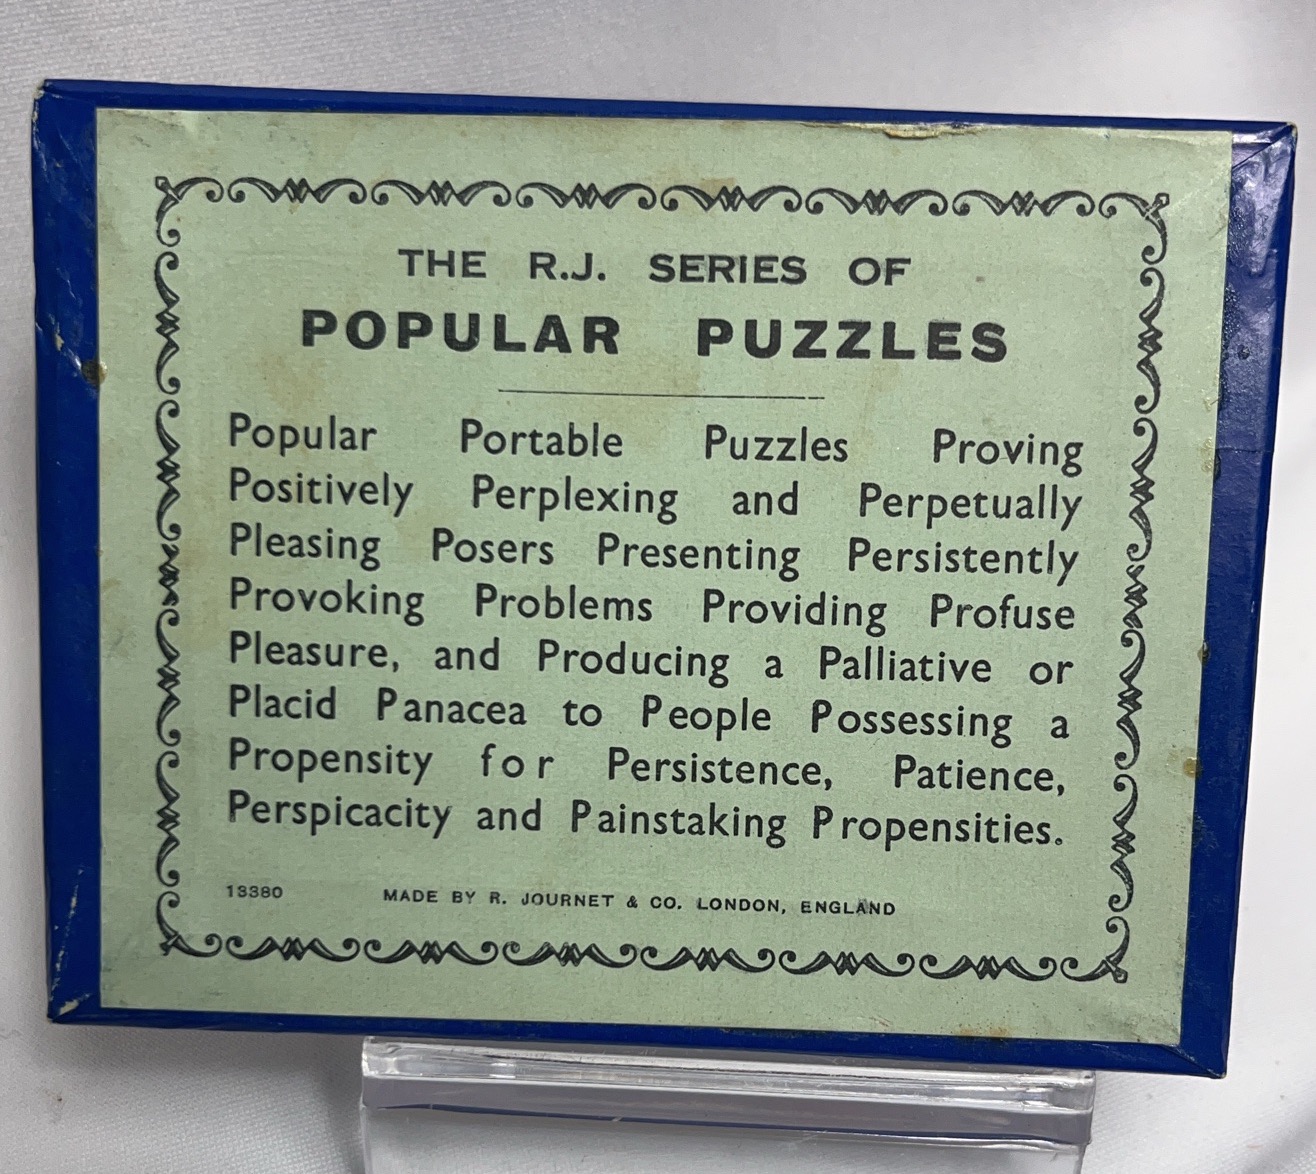 THE R.J. SERIES OF
POPULAR PUZZLES
Popular Portable Puzzles Proving
Positively Perplexing and Perpetually
Pleasing Posers Presenting Persistently
Provoking Problems Providing Profuse
Pleasure, and Producing a Palliative or
Placid Panacea to People Possessing a
Propensity for Persistence, Patience,
Perspicacity and Painstaking Propensities.
13380 MADE BY R. JOURNET & CO. LONDON, ENGLAND